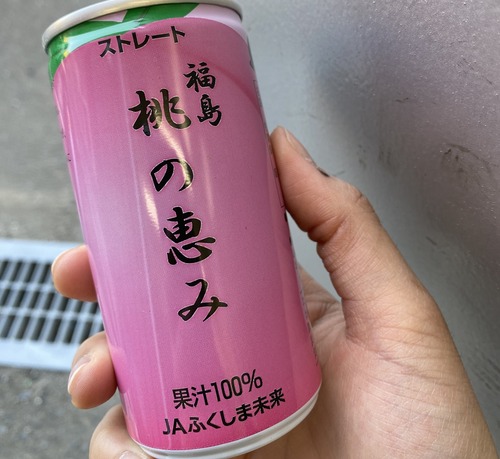 ストレート
福島
桃の恵み
果汁100%
JAふくしま未来